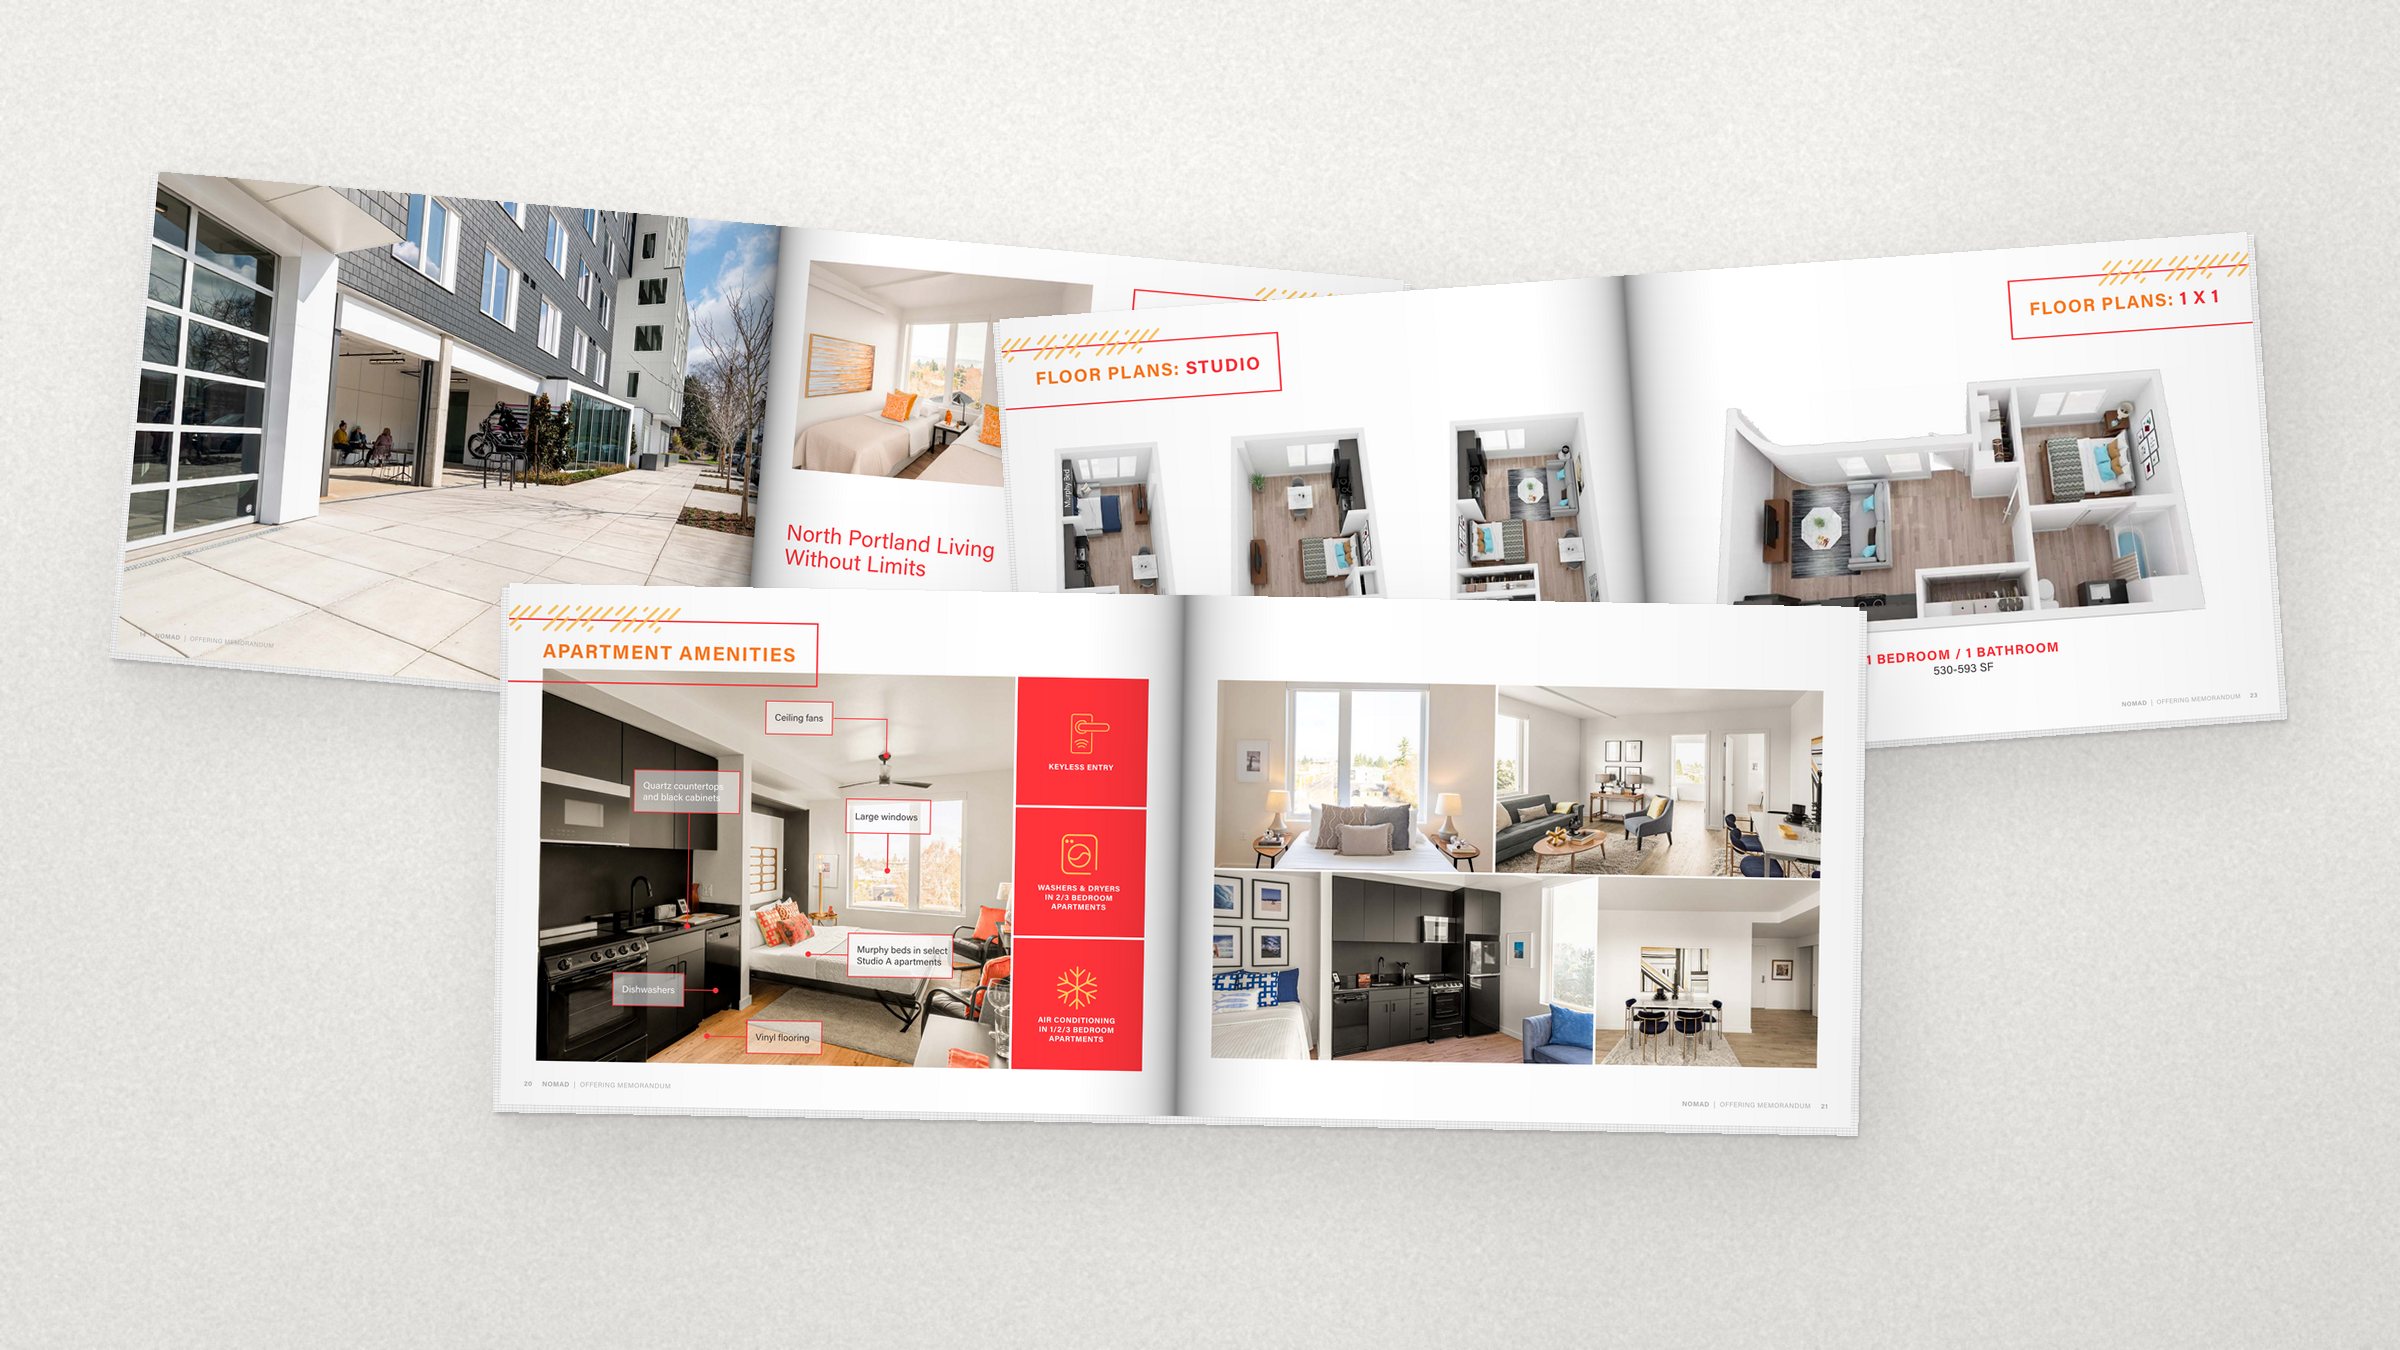 North Portland Living
Without Limits
NOMAD | OFFERING MEMORANDUM
FLOOR PLANS: STUDIO
Murphy Bed
FLOOR PLANS: 1 X 1
1 BEDROOM / 1 BATHROOM
530-593 SF
NOMAD | OFFERING MEMORANDUM 23
APARTMENT AMENITIES
Ceiling fans
Quartz countertops
and black cabinets
Large windows
Murphy beds in select
Studio A apartments
Dishwashers
Vinyl flooring
KEYLESS ENTRY
WASHERS & DRYERS
IN 2/3 BEDROOM
APARTMENTS
AIR CONDITIONING
IN 1/2/3 BEDROOM
APARTMENTS
20 NOMAD | OFFERING MEMORANDUM
NOMAD | OFFERING MEMORANDUM 21